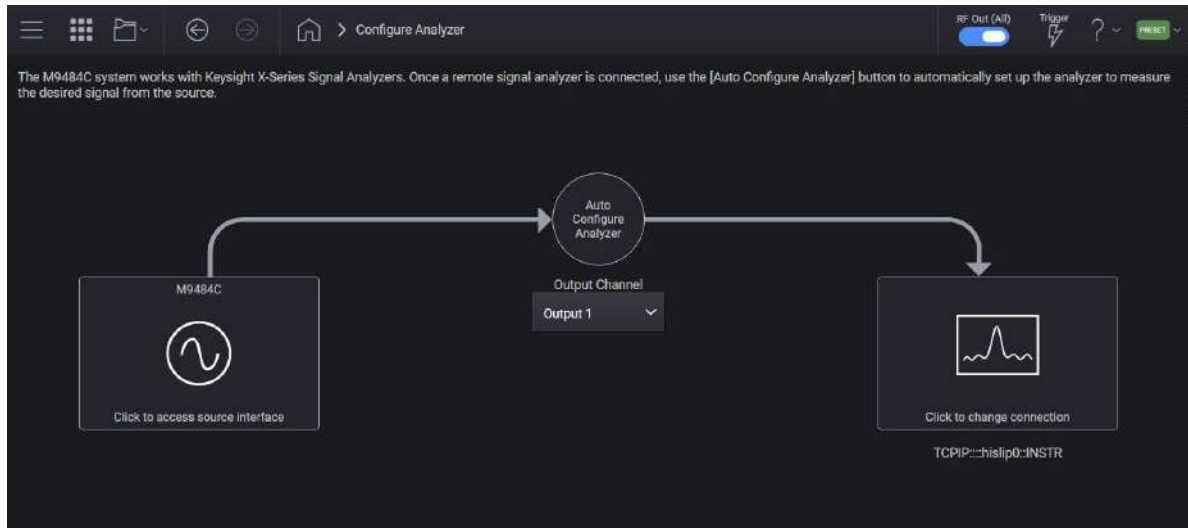 > Configure Analyzer
RF Out (All)
Trigger
?
PRESET
The M9484C system works with Keysight X-Series Signal Analyzers. Once a remote signal analyzer is connected, use the [Auto Configure Analyzer] button to automatically set up the analyzer to measure
the desired signal from the source.
Auto
Configure
Analyzer
M9484C
Output Channel
Output 1
Click to access source interface
Click to change connection
TCPIP::::hislip0::INSTR